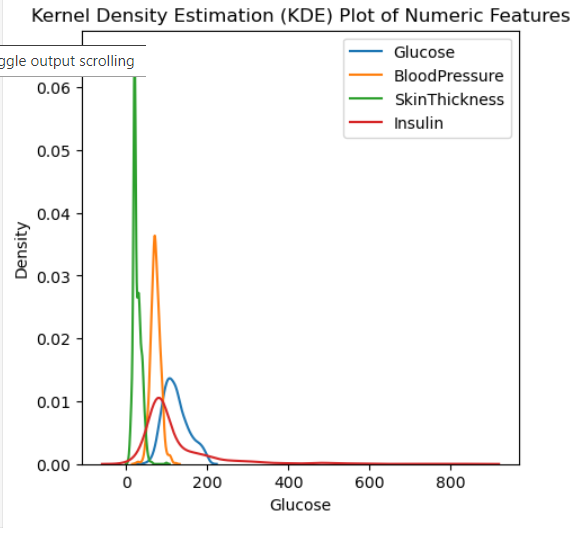 Kernel Density Estimation (KDE) Plot of Numeric Features
ggle output scrolling
Glucose
BloodPressure
SkinThickness
Insulin
0.06
0.05
0.04
0.03
0.02
0.01
0.00
Density
0 200 400 600 800
Glucose